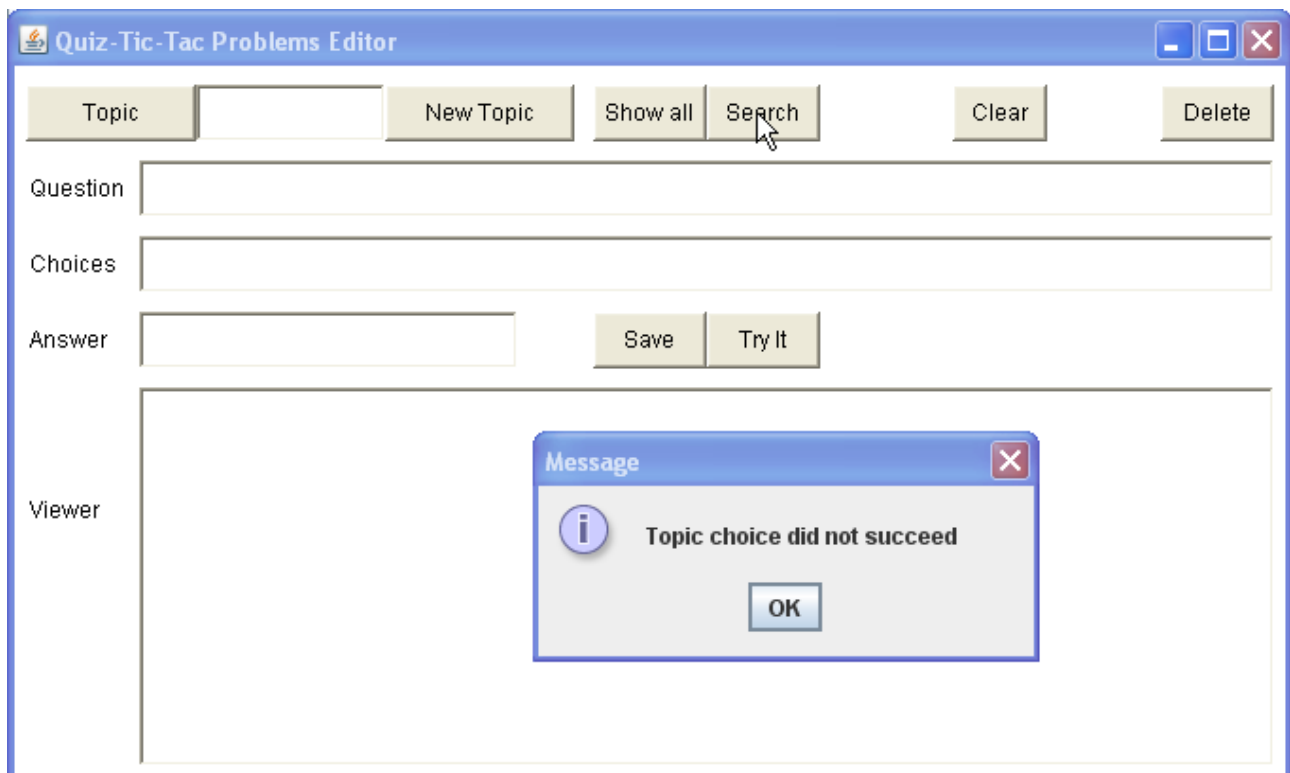 Quiz-Tic-Tac Problems Editor
Topic New Topic Show all Search Clear Delete
Question
Choices
Answer Save Try It
Viewer
Message
i
Topic choice did not succeed
OK